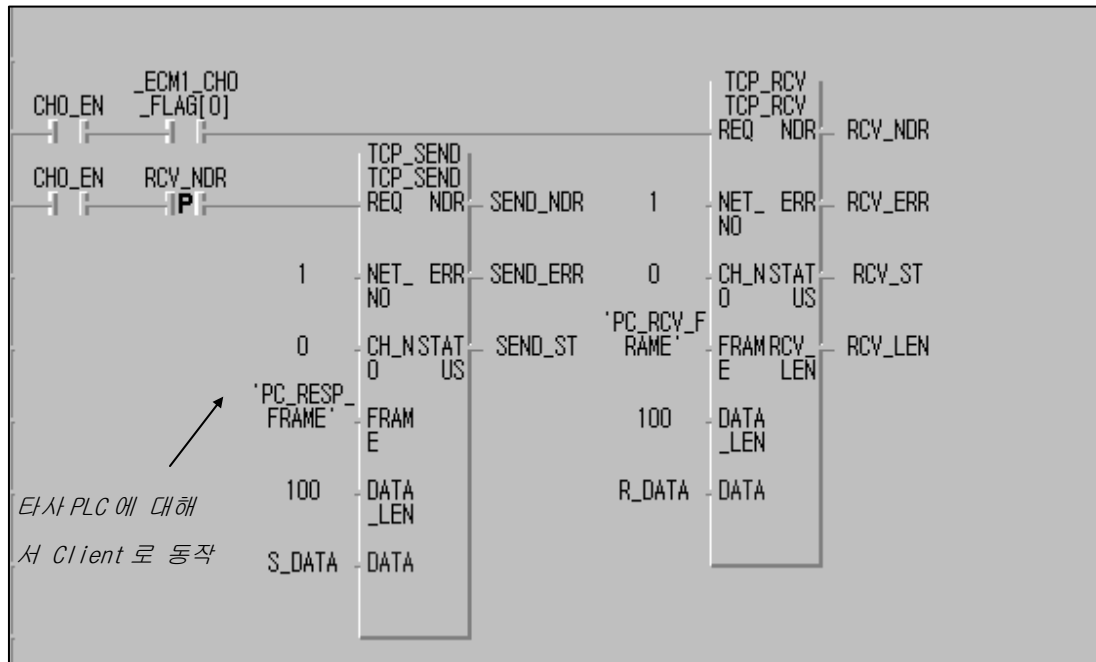 _ECM1_CH0
CH0_EN _FLAG[0]
TCP_RCV
TCP_RCV
REQ NDR RCV_NDR
CH0_EN RCV_NDR
P
TCP_SEND
TCP_SEND
REQ NDR SEND_NDR
1 NET_ ERR RCV_ERR
NO
1 NET_ ERR SEND_ERR
NO
0 CH_N STAT RCV_ST
O US
0 CH_N STAT SEND_ST
O US
'PC_RCV_F
RAME' FRAM RCV_ RCV_LEN
E LEN
'PC_RESP_
FRAME' FRAM
E
100 DATA
_LEN
100 DATA
_LEN
R_DATA DATA
S_DATA DATA
타사 PLC 에 대해
서 Client 로 동작